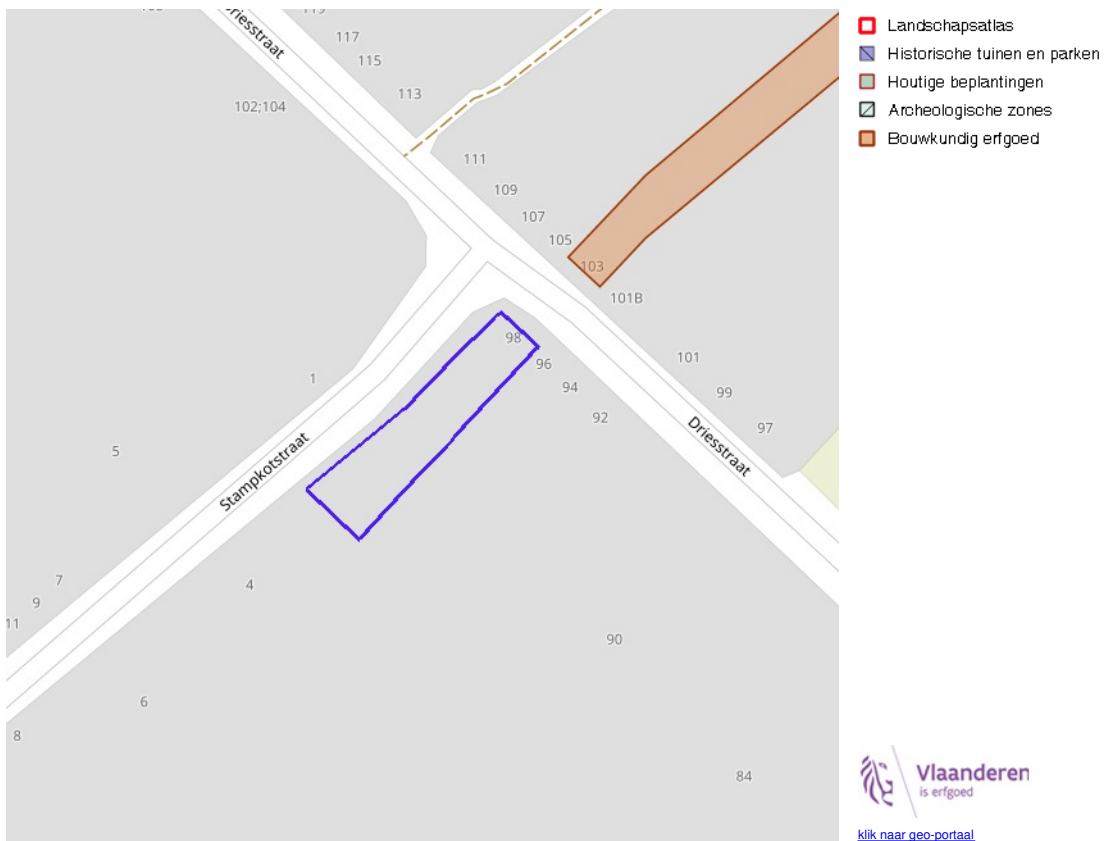 Driesstraat
117
115
113
102;104
111
109
107
105
103
101B
98
96
94
92
101
99
97
1
5
Stampkotstraat
Driesstraat
7
9
11
4
6
8
90
84
Landschapsatlas
Historische tuinen en parken
Houtige beplantingen
Archeologische zones
Bouwkundig erfgoed
Vlaanderen
is erfgoed
klik naar geo-portaal